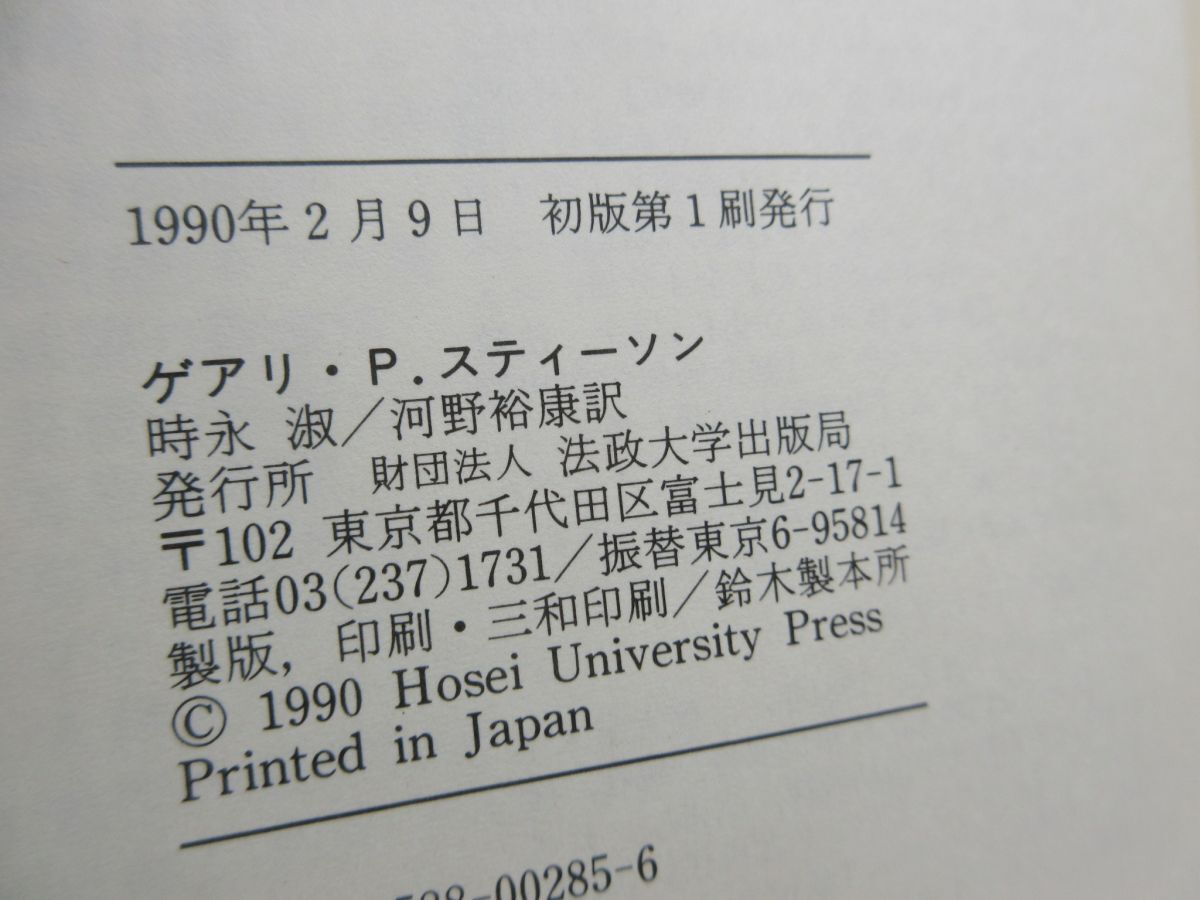 1990年2月9日　初版第1刷発行
ゲアリ・P.スティーソン
時永 淑／河野裕康訳
発行所　財団法人 法政大学出版局
〒102 東京都千代田区富士見2-17-1
電話03(237)1731／振替東京6-95814
製版，印刷・三和印刷／鈴木製本所
© 1990 Hosei University Press
Printed in Japan
-00285-6